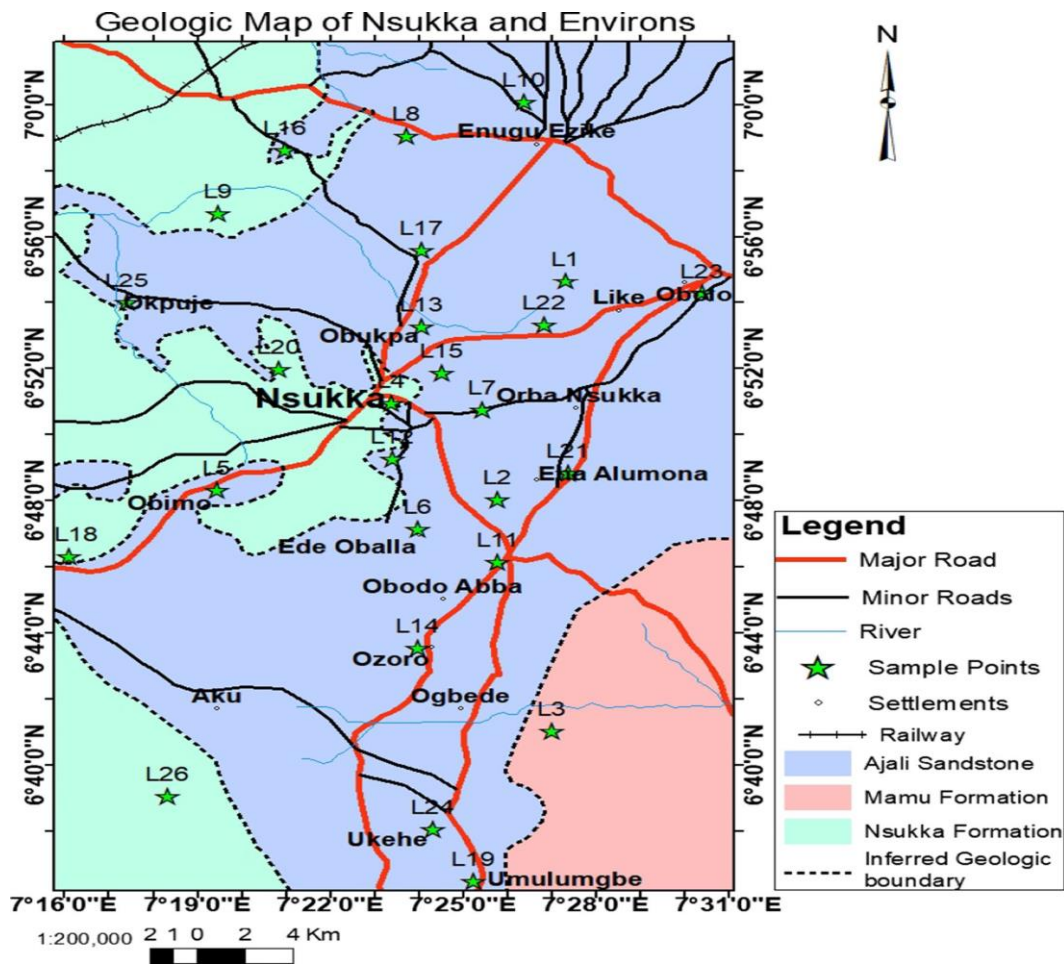 Geologic Map of Nsukka and Environs
N
7°0'0"N
7°0'0"N
6°56'0"N
6°56'0"N
6°52'0"N
6°52'0"N
6°48'0"N
6°48'0"N
6°44'0"N
6°44'0"N
6°40'0"N
6°40'0"N
L10
L8
Enugu Ezike
L16
L9
L17
L1
L23
L25
Okpuje
L22
Like
Obollo
L13
Obukpa
L15
L20
Nsukka
L4
L7
Orba Nsukka
L12
L21
Eha Alumona
L5
Obimo
L2
L6
L18
Ede Oballa
L11
Obodo Abba
L14
Ozoro
Aku
Ogbede
L3
L26
L24
Ukehe
L19
Umulumgbe
7°16'0"E
7°19'0"E
7°22'0"E
7°25'0"E
7°28'0"E
7°31'0"E
1:200,000
2 1 0 2 4 Km
Legend
Major Road
Minor Roads
River
Sample Points
Settlements
Railway
Ajali Sandstone
Mamu Formation
Nsukka Formation
Inferred Geologic
boundary